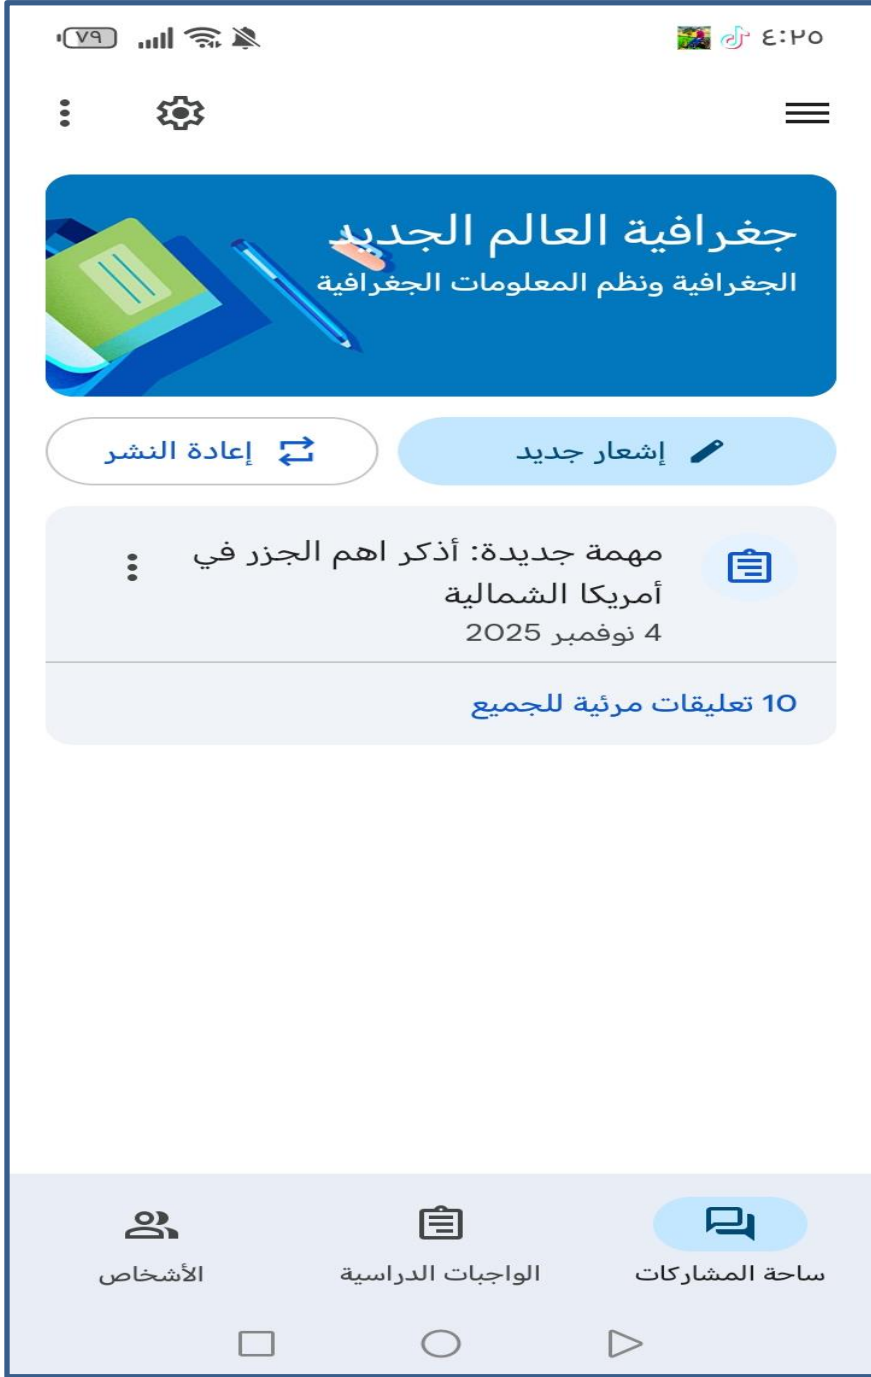 ٤:٢٥
٧٩
جغرافية العالم الجديد
الجغرافية ونظم المعلومات الجغرافية
إشعار جديد
إعادة النشر
مهمة جديدة: أذكر اهم الجزر في
أمريكا الشمالية
4 نوفمبر 2025
10 تعليقات مرئية للجميع
ساحة المشاركات
الواجبات الدراسية
الأشخاص